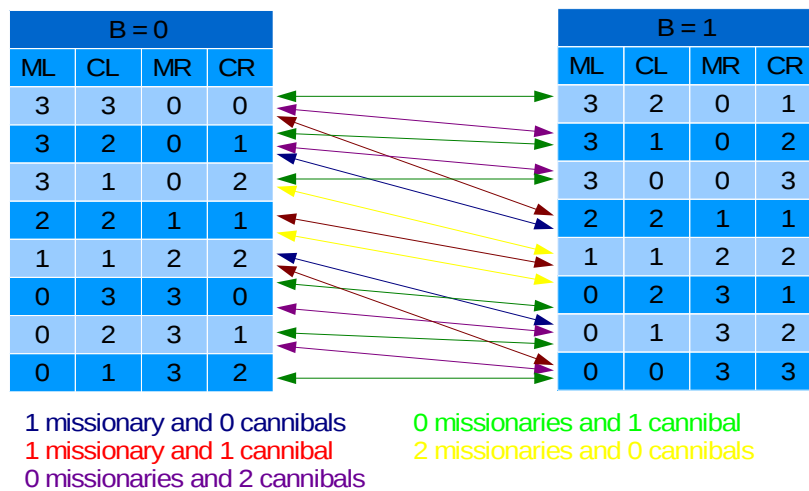 B = 0
ML CL MR CR
3 3 0 0
3 2 0 1
3 1 0 2
2 2 1 1
1 1 2 2
0 3 3 0
0 2 3 1
0 1 3 2
B = 1
ML CL MR CR
3 2 0 1
3 1 0 2
3 0 0 3
2 2 1 1
1 1 2 2
0 2 3 1
0 1 3 2
0 0 3 3
1 missionary and 0 cannibals
1 missionary and 1 cannibal
0 missionaries and 2 cannibals
0 missionaries and 1 cannibal
2 missionaries and 0 cannibals